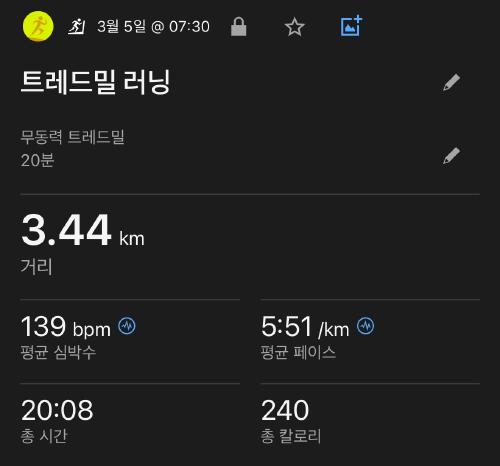 3월 5일 @ 07:30
트레드밀 러닝
무동력 트레드밀
20분
3.44 km
거리
139 bpm
평균 심박수
5:51 /km
평균 페이스
20:08
총 시간
240
총 칼로리